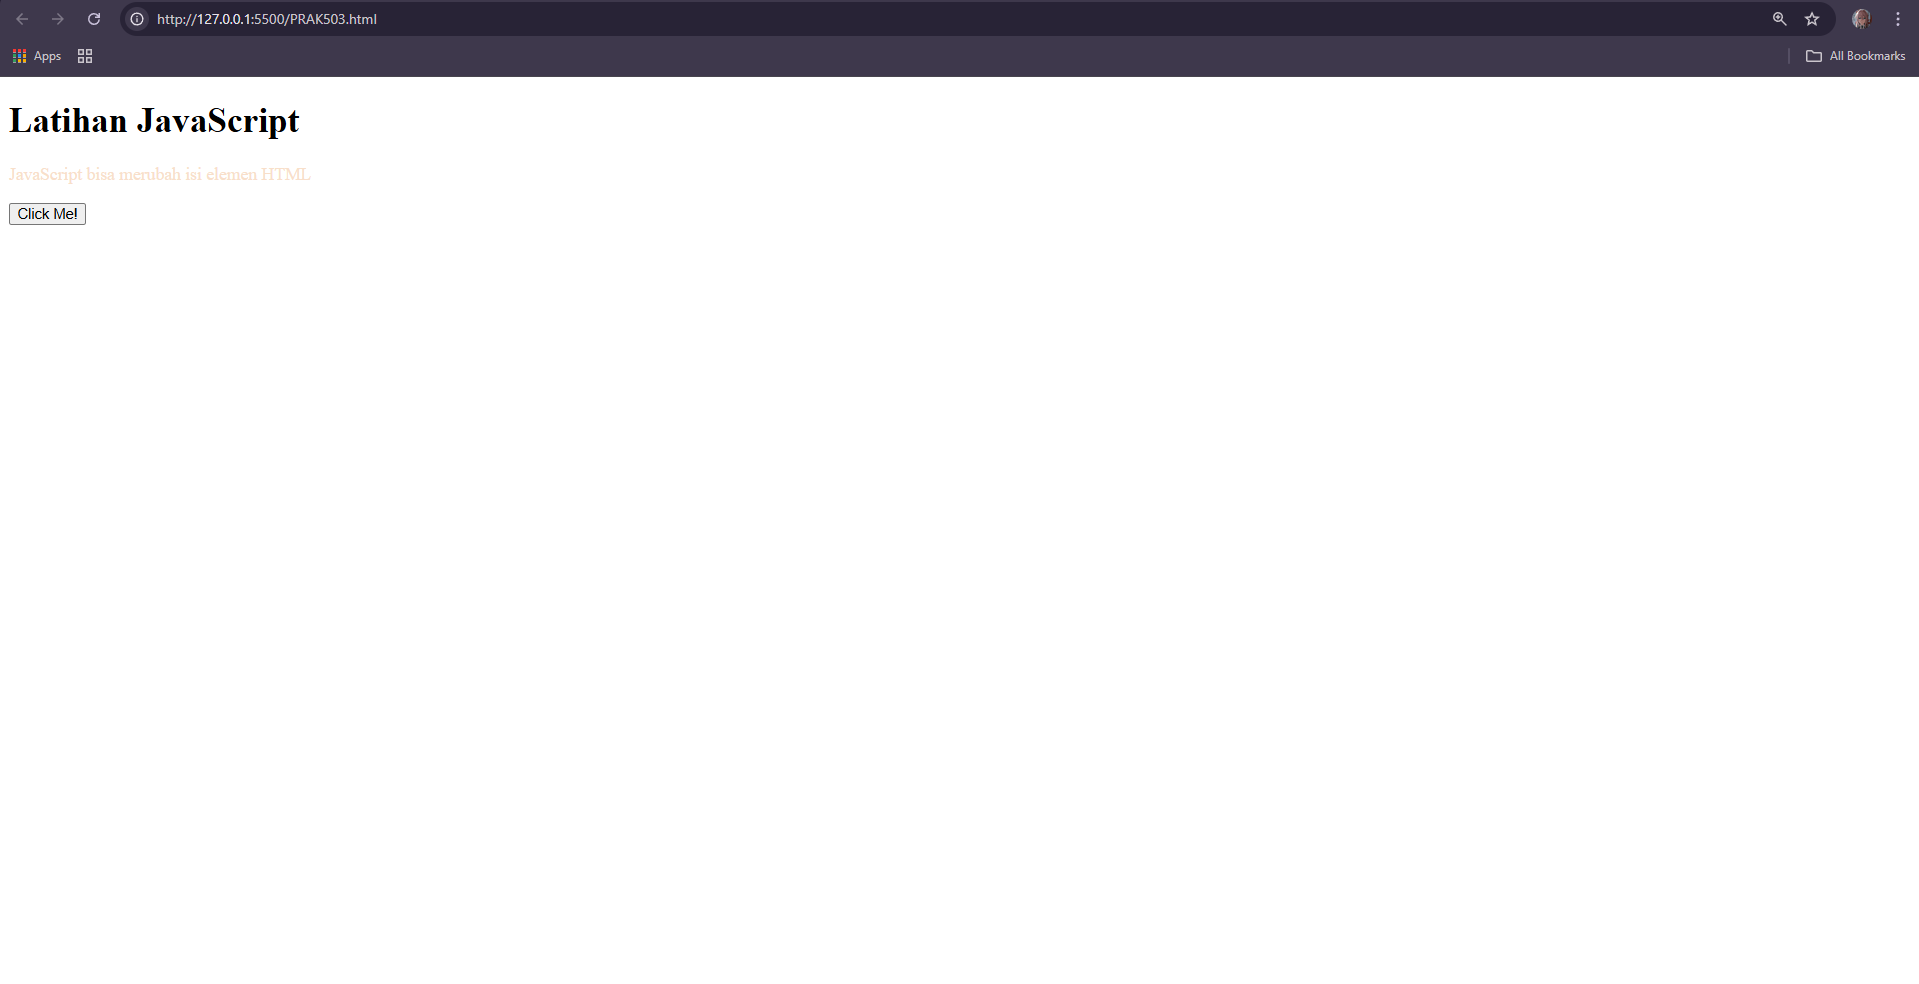 http://127.0.0.1:5500/PRAK503.html
Apps
All Bookmarks
Latihan JavaScript
JavaScript bisa merubah isi elemen HTML
Click Me!